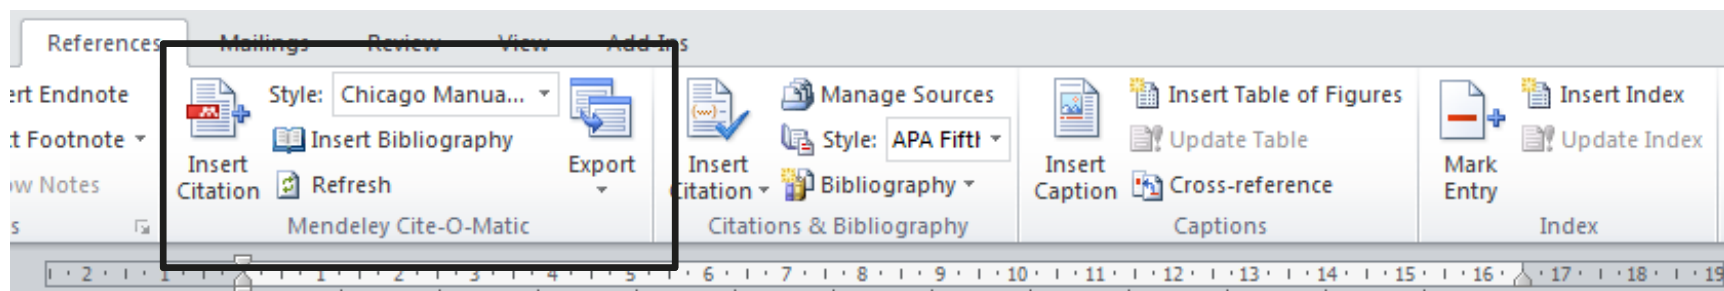 References Mailings Review View Add-Ins
ert Endnote
t Footnote
ow Notes
s
Insert
Citation
Style: Chicago Manua...
Insert Bibliography
Refresh
Export
Mendeley Cite-O-Matic
Insert
Citation
Manage Sources
Style: APA Fifth
Bibliography
Citations & Bibliography
Insert
Caption
Insert Table of Figures
Update Table
Cross-reference
Captions
Mark
Entry
Insert Index
Update Index
Index
2 1 1 2 3 4 5 6 7 8 9 10 11 12 13 14 15 16 17 18 19